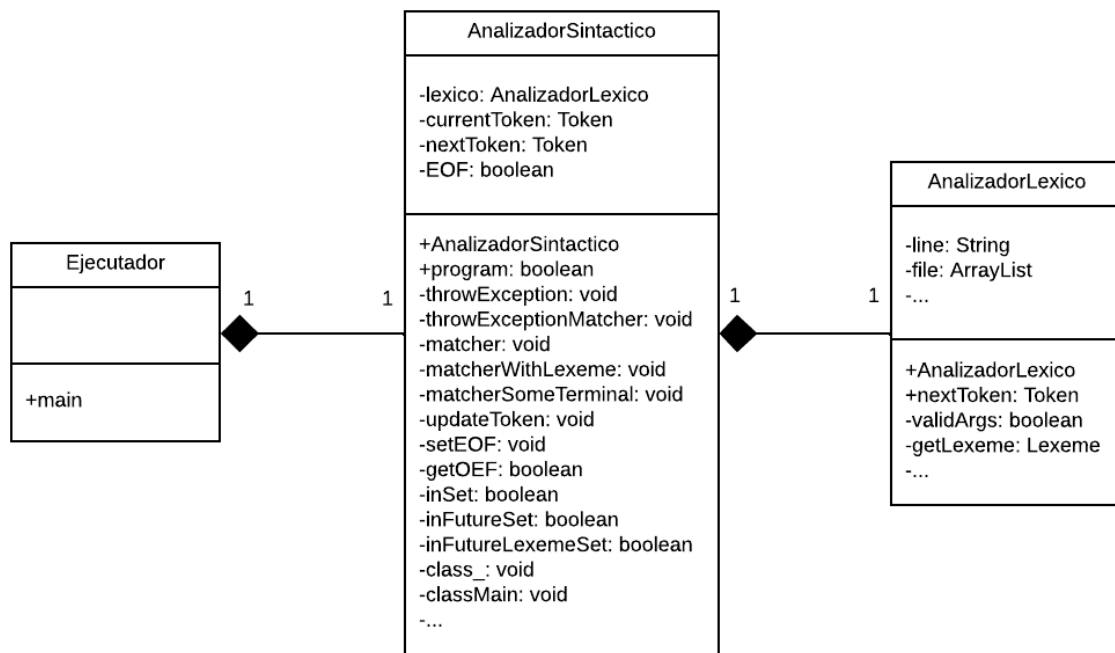 Ejecutador
+main
1
1
AnalizadorSintactico
-lexico: AnalizadorLexico
-currentToken: Token
-nextToken: Token
-EOF: boolean
+AnalizadorSintactico
+program: boolean
-throwException: void
-throwExceptionMatcher: void
-matcher: void
-matcherWithLexeme: void
-matcherSomeTerminal: void
-updateToken: void
-setEOF: void
-getOEF: boolean
-inSet: boolean
-inFutureSet: boolean
-inFutureLexemeSet: boolean
-class_: void
-classMain: void
-...
1
1
AnalizadorLexico
-line: String
-file: ArrayList
-...
+AnalizadorLexico
+nextToken: Token
-validArgs: boolean
-getLexeme: Lexeme
-...